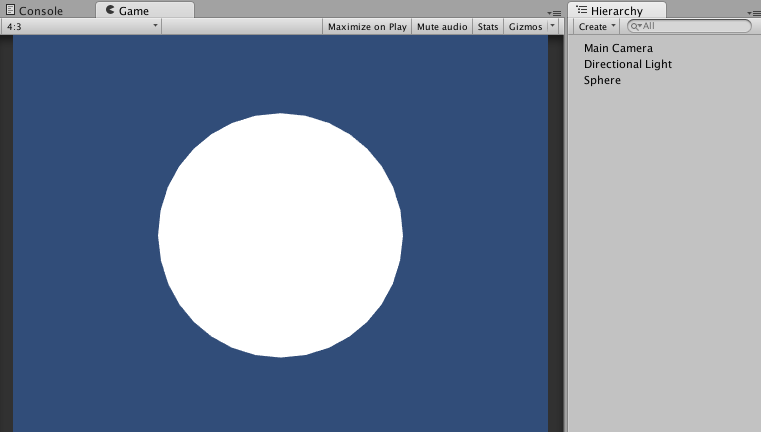 Console Game Hierarchy
4:3 Maximize on Play Mute audio Stats Gizmos Create All
Main Camera
Directional Light
Sphere